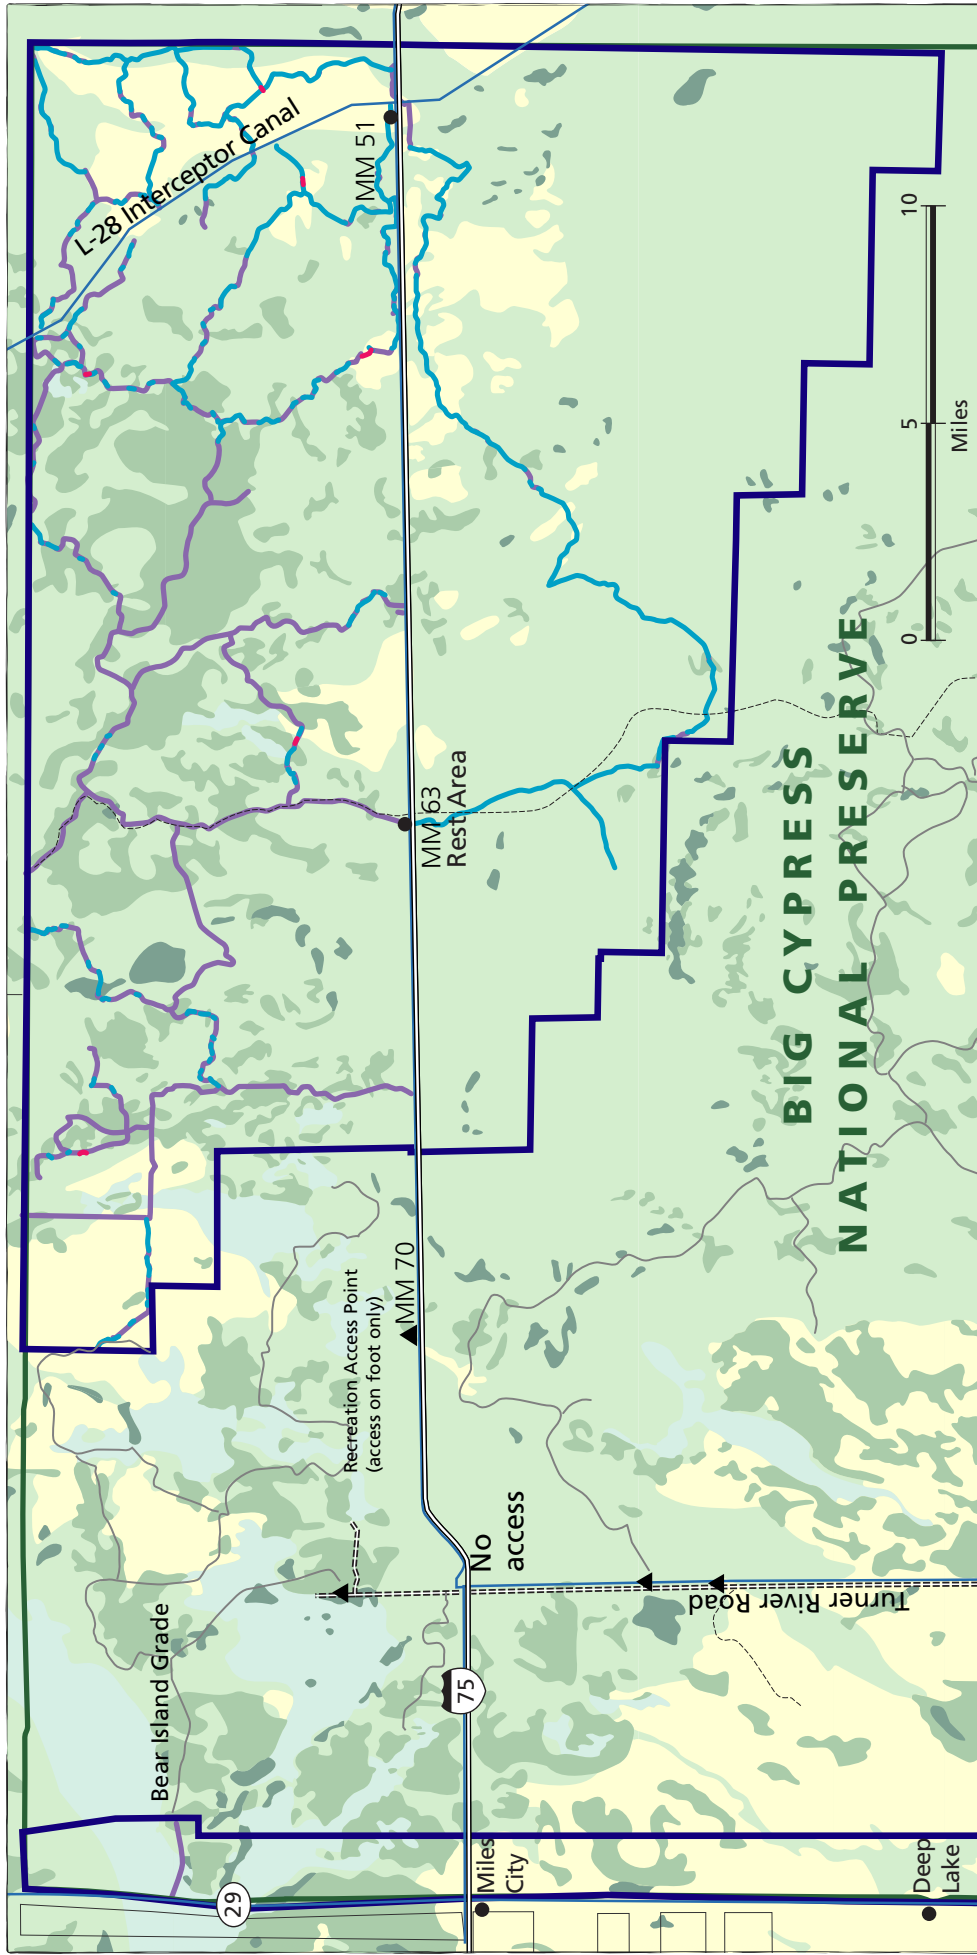 L-28 Interceptor Canal
MM 51
MM 63
Rest Area
MM 70
Recreation Access Point
(access on foot only)
No
access
Bear Island Grade
Turner River Road
75
29
Miles
City
Deep
Lake
BIG CYPRESS
NATIONAL PRESERVE
0
5
10
Miles